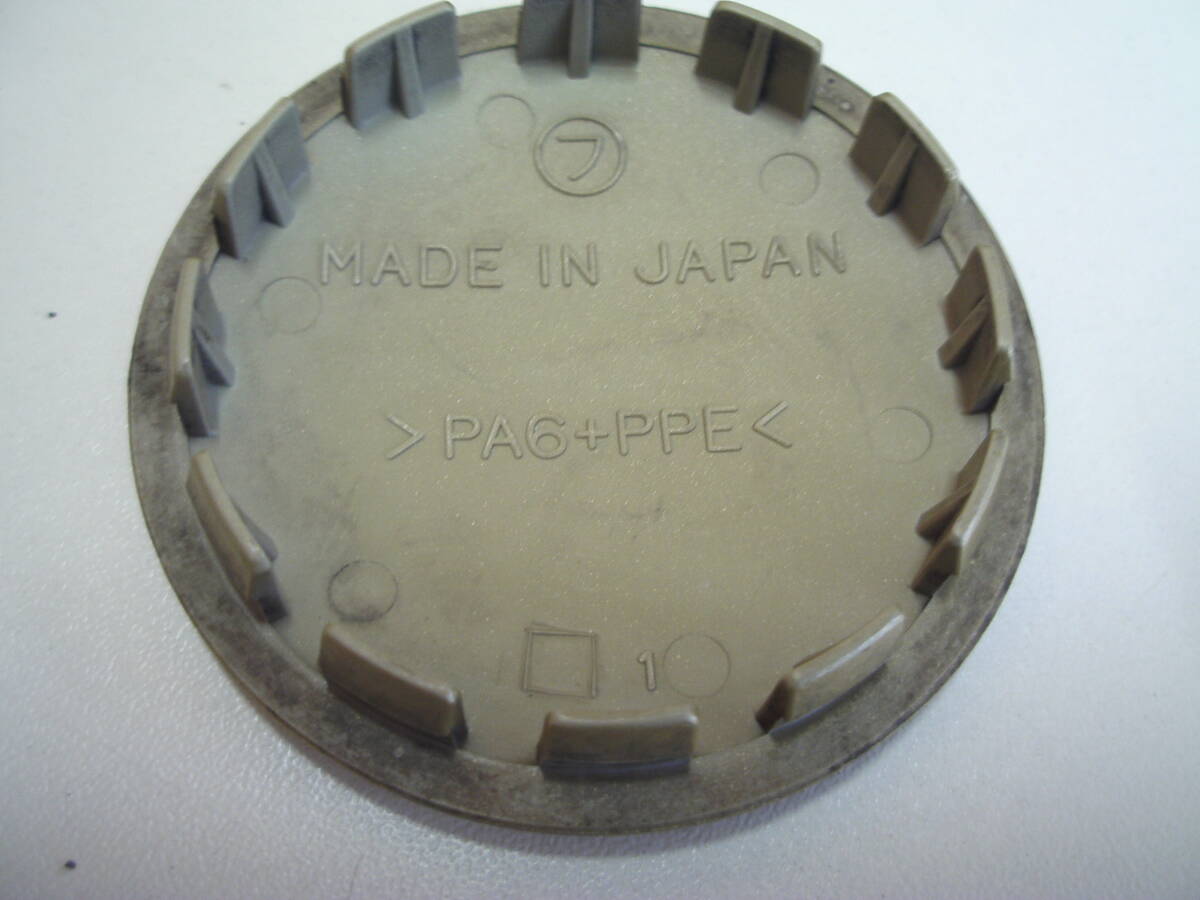 フ
MADE IN JAPAN
>PA6+PPE<
1